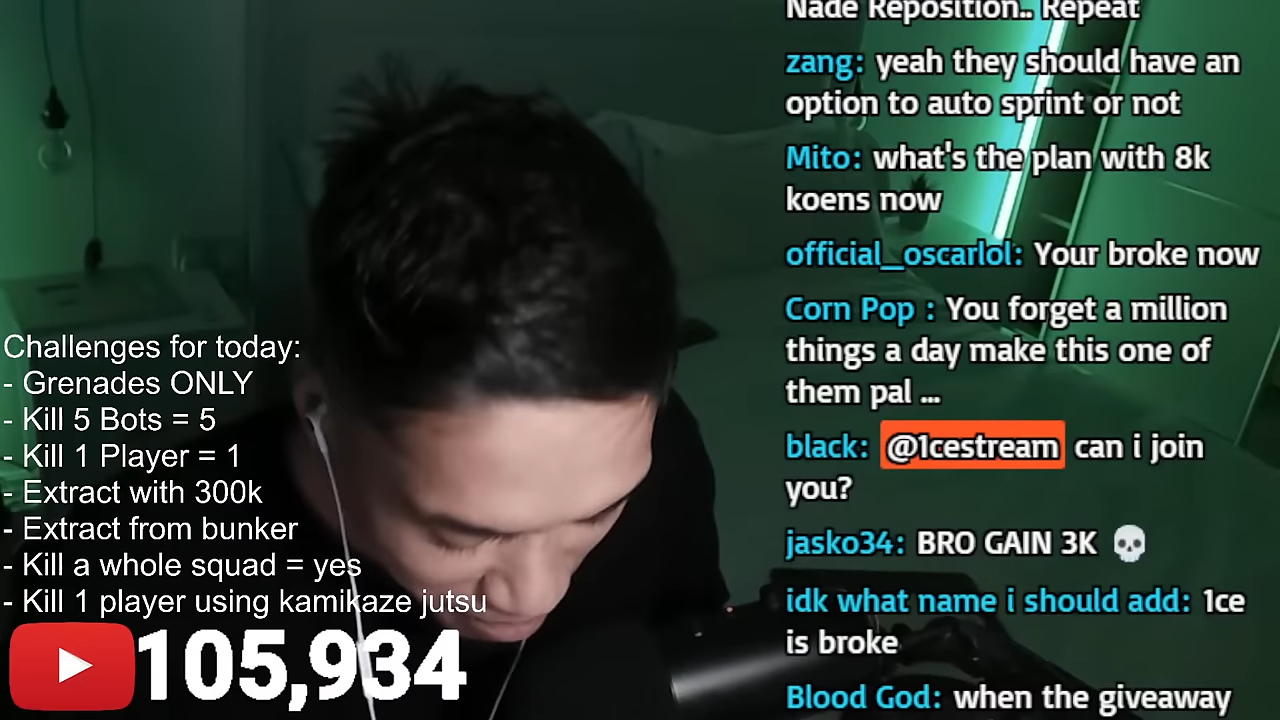 Nade Reposition.. Repeat
zang: yeah they should have an
option to auto sprint or not
Mito: what's the plan with 8k
koens now
official_oscarlol: Your broke now
Corn Pop : You forget a million
things a day make this one of
them pal ...
black: @1cestream can i join
you?
jasko34: BRO GAIN 3K 💀
idk what name i should add: 1ce
is broke
Blood God: when the giveaway
Challenges for today:
- Grenades ONLY
- Kill 5 Bots = 5
- Kill 1 Player = 1
- Extract with 300k
- Extract from bunker
- Kill a whole squad = yes
- Kill 1 player using kamikaze jutsu
105,934